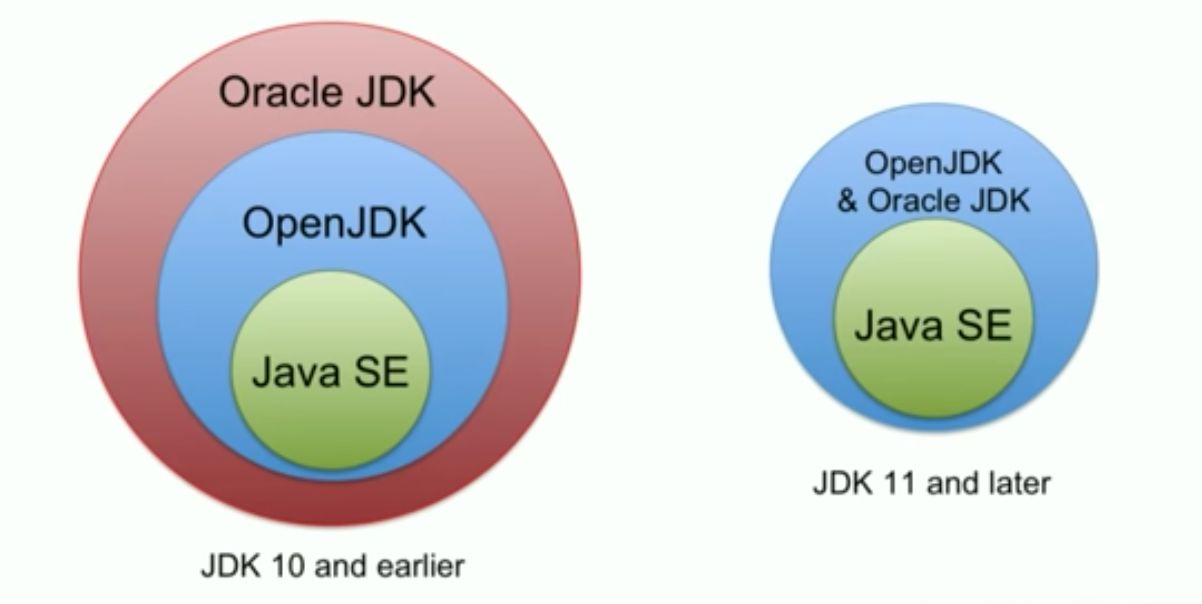 Oracle JDK
OpenJDK
Java SE
JDK 10 and earlier
OpenJDK
& Oracle JDK
Java SE
JDK 11 and later